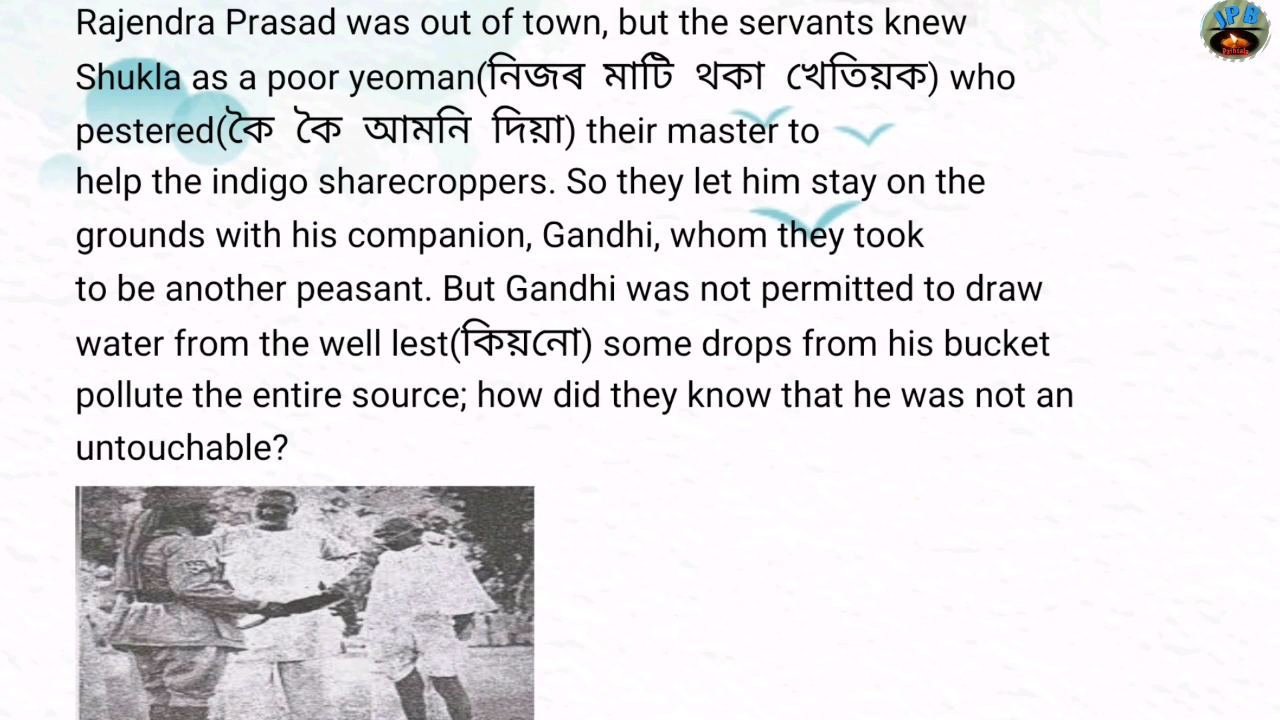 Rajendra Prasad was out of town, but the servants knew
Shukla as a poor yeoman(নিজৰ মাটি থকা খেতিয়ক) who
pestered(কৈ কৈ আমনি দিয়া) their master to
help the indigo sharecroppers. So they let him stay on the
grounds with his companion, Gandhi, whom they took
to be another peasant. But Gandhi was not permitted to draw
water from the well lest(কিয়নো) some drops from his bucket
pollute the entire source; how did they know that he was not an
untouchable?
JPB
Pathsala